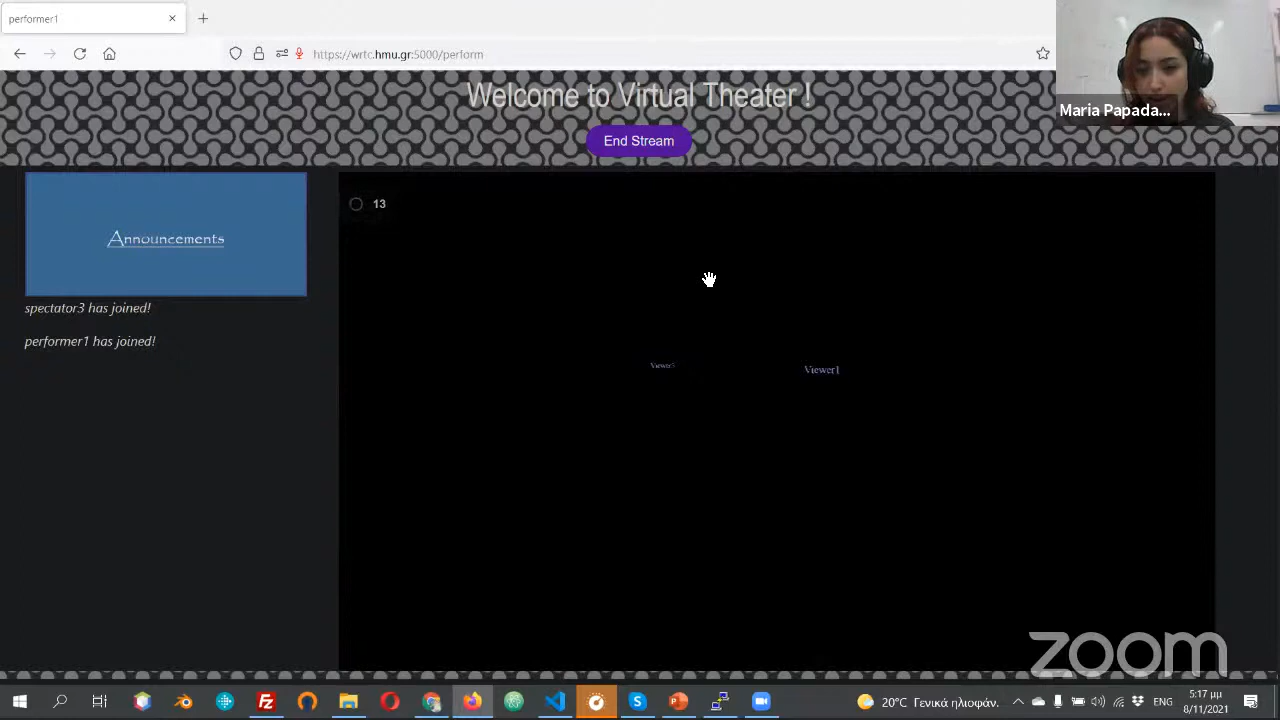 performer1
https://wrtc.hmu.gr:5000/perform
Maria Papada...
Welcome to Virtual Theater !
End Stream
Announcements
spectator3 has joined!
performer1 has joined!
13
Viewer1
zoom
20°C Γενικά ηλιοφάν.
ENG
5:17 μμ
8/11/2021